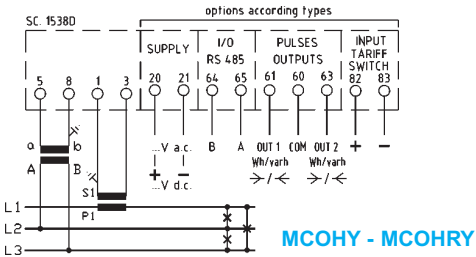 options according types
SC. 1538D
SUPPLY
I/O
RS 485
PULSES
OUTPUTS
INPUT
TARIFF
SWITCH
5 8 1 3 20 21 64 65 61 60 63 82 83
a b
A B
S1
P1
...V a.c.
+ -
...V d.c.
B A
OUT 1 COM OUT 2
+ -
Wh/varh Wh/varh
L1
L2
L3
MCOHY - MCOHRY